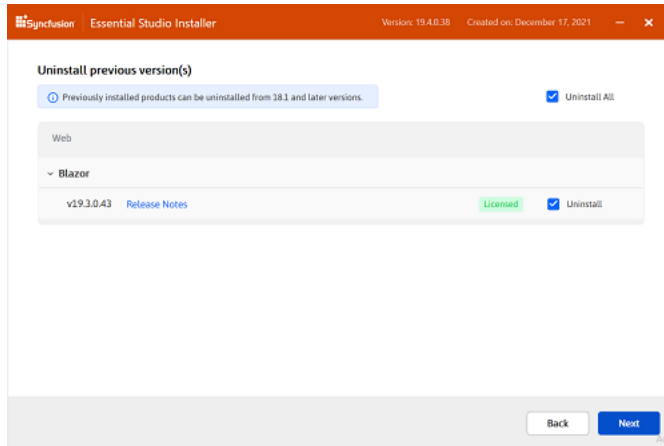 Syncfusion Essential Studio Installer Version: 19.4.0.38 Created on: December 17, 2021
Uninstall previous version(s)
Previously installed products can be uninstalled from 18.1 and later versions. Uninstall All
Web
Blazor
v19.3.0.43 Release Notes Licensed Uninstall
Back Next